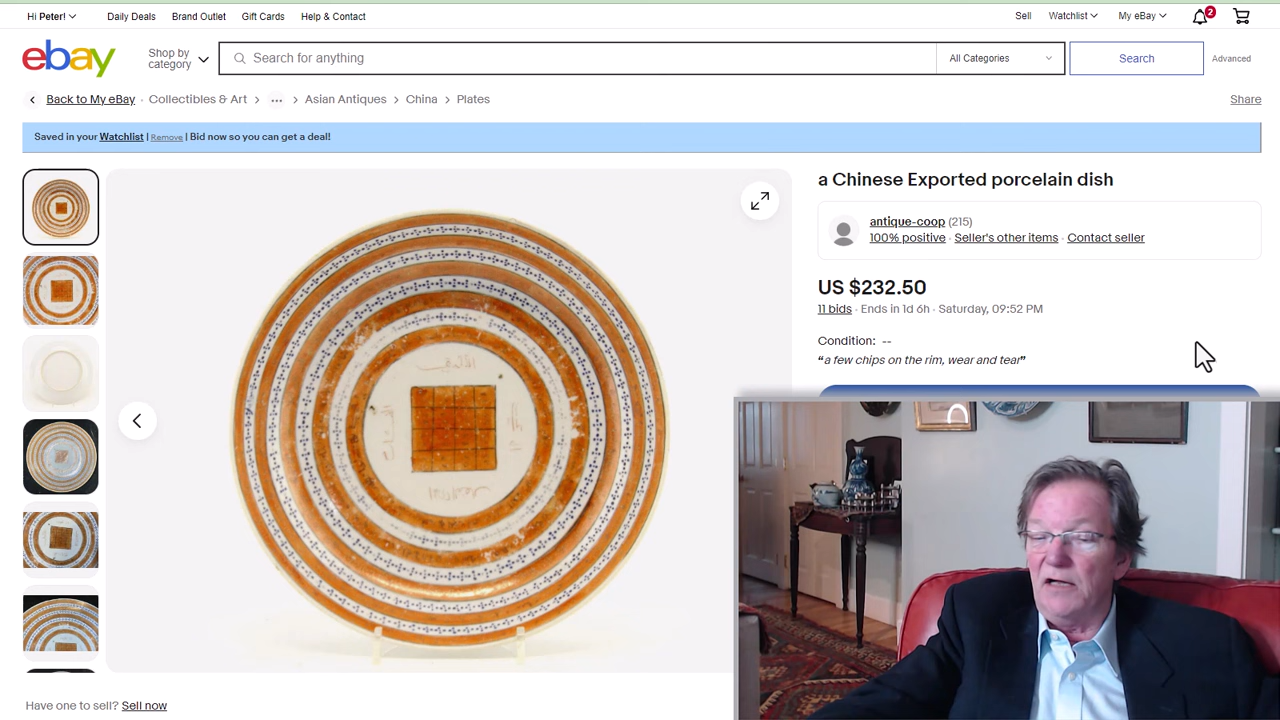 Hi Peter!
Daily Deals
Brand Outlet
Gift Cards
Help & Contact
Sell
Watchlist
My eBay
2
ebay
Shop by
category
Search for anything
All Categories
Search
Advanced
Back to My eBay · Collectibles & Art > ... > Asian Antiques > China > Plates
Share
Saved in your Watchlist | Remove | Bid now so you can get a deal!
a Chinese Exported porcelain dish
antique-coop (215)
100% positive · Seller's other items · Contact seller
US $232.50
11 bids · Ends in 1d 6h · Saturday, 09:52 PM
Condition: --
“a few chips on the rim, wear and tear”
Have one to sell? Sell now